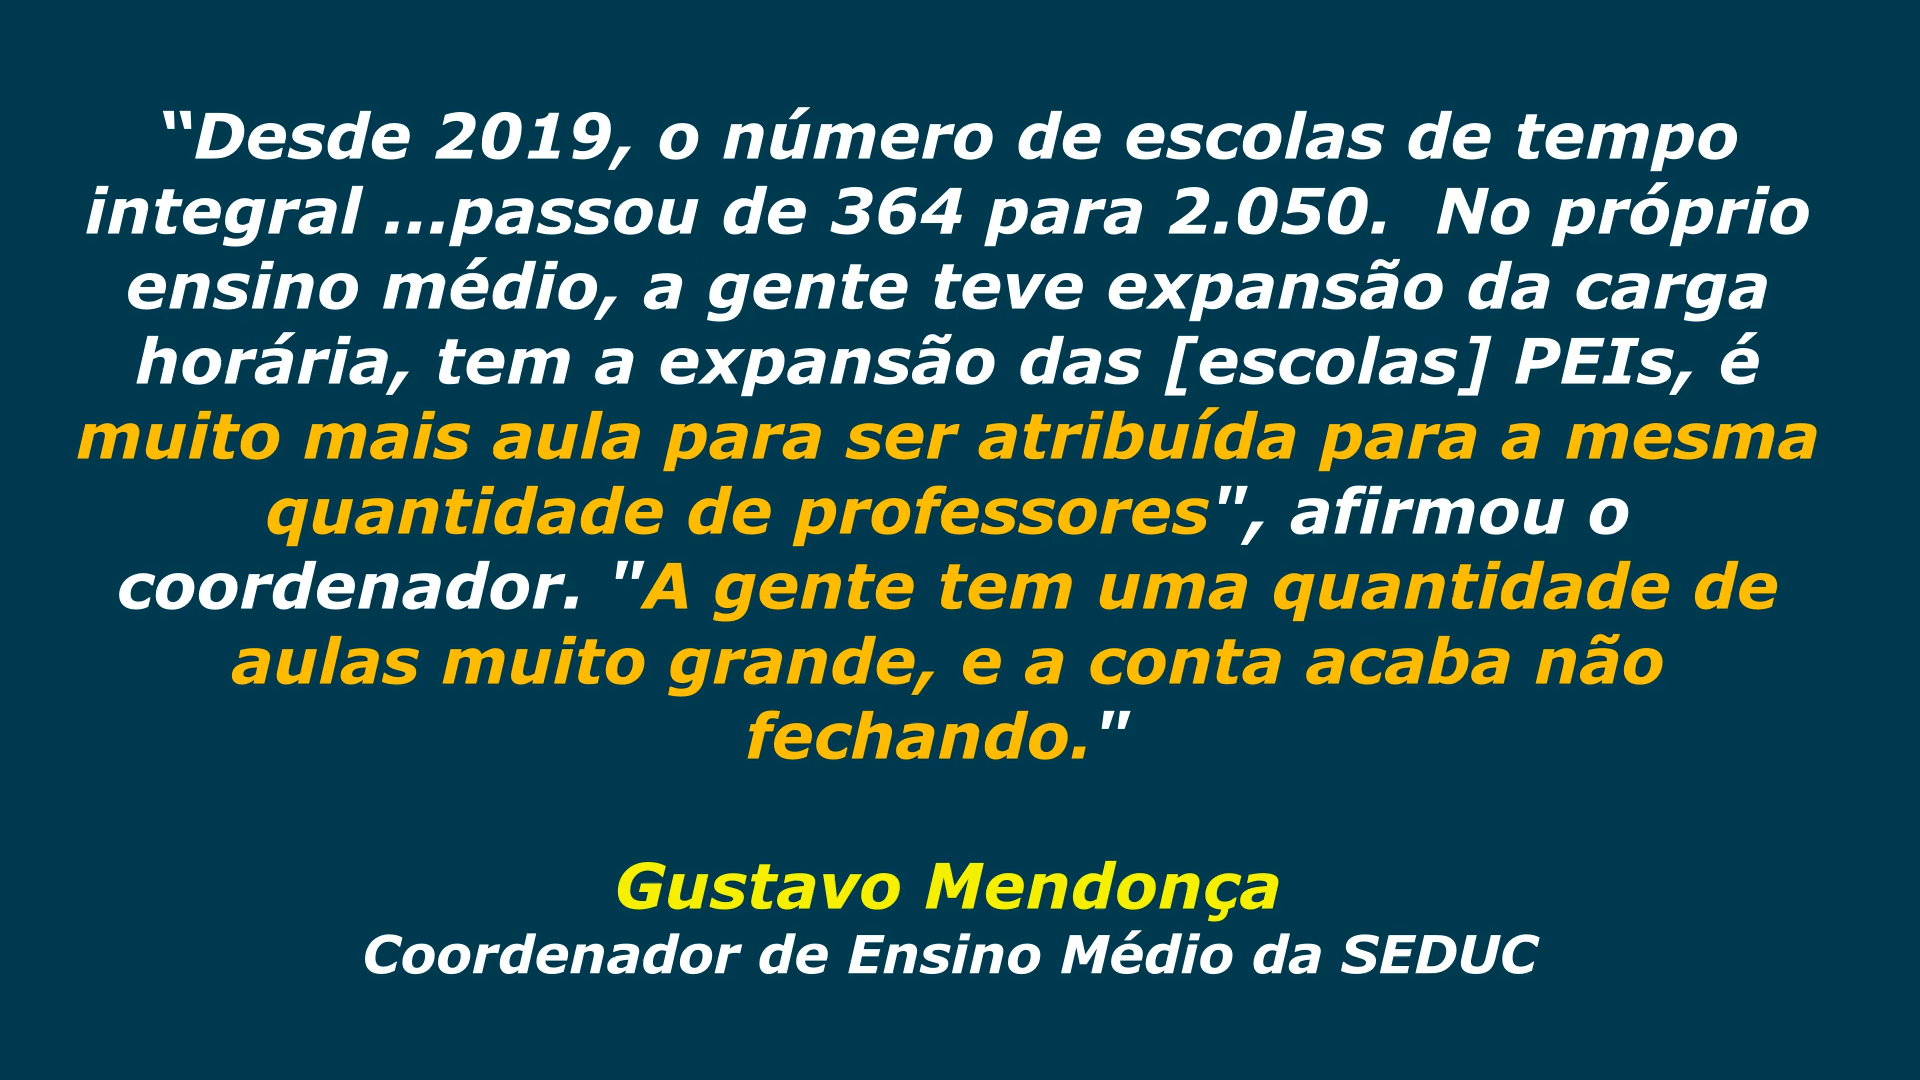 “Desde 2019, o número de escolas de tempo
integral ...passou de 364 para 2.050.  No próprio
ensino médio, a gente teve expansão da carga
horária, tem a expansão das [escolas] PEIs, é
muito mais aula para ser atribuída para a mesma
quantidade de professores", afirmou o
coordenador. "A gente tem uma quantidade de
aulas muito grande, e a conta acaba não
fechando."
Gustavo Mendonça
Coordenador de Ensino Médio da SEDUC